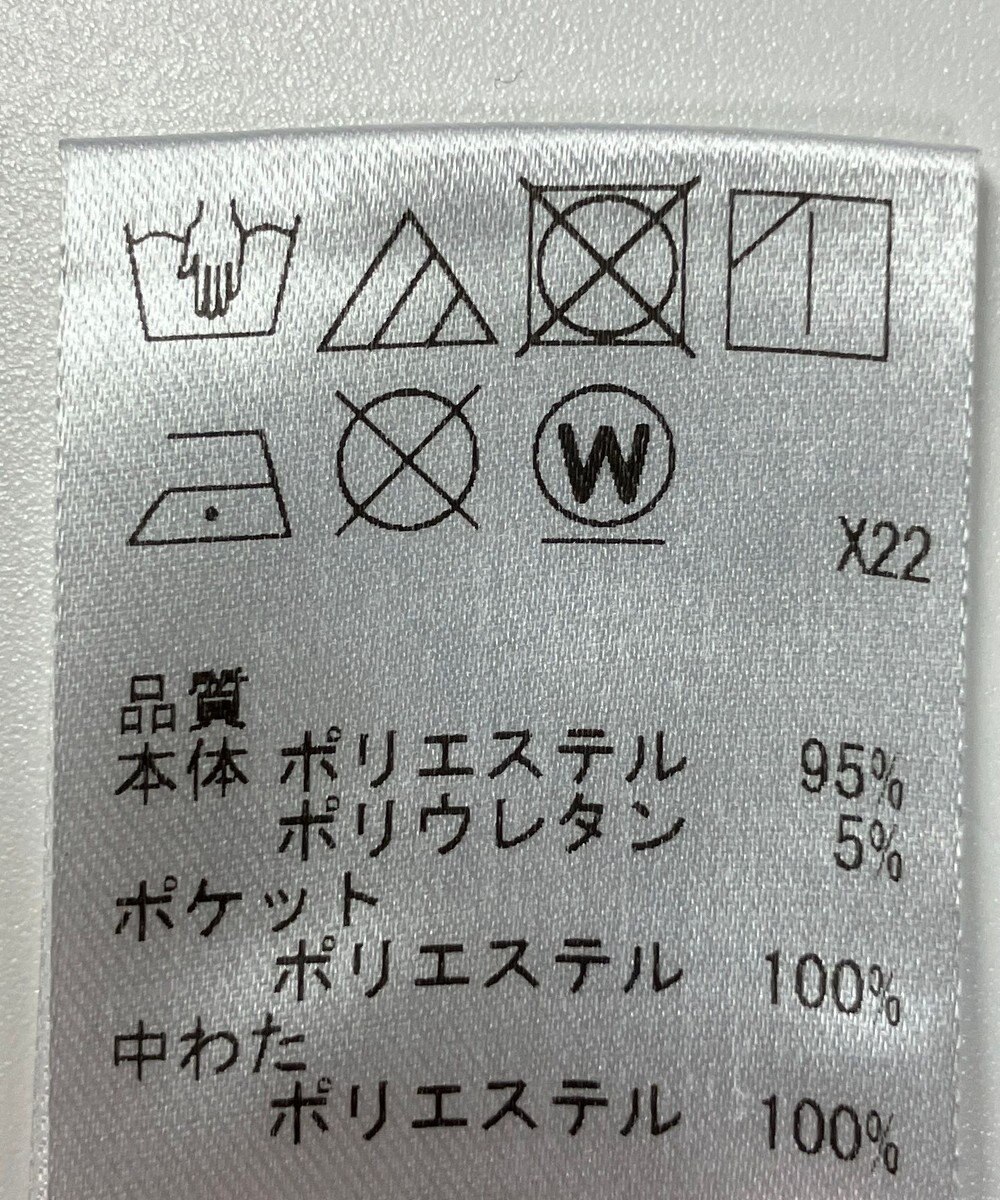 W
X22
品質
本体 ポリエステル 95%
ポリウレタン 5%
ポケット
ポリエステル 100%
中わた
ポリエステル 100%